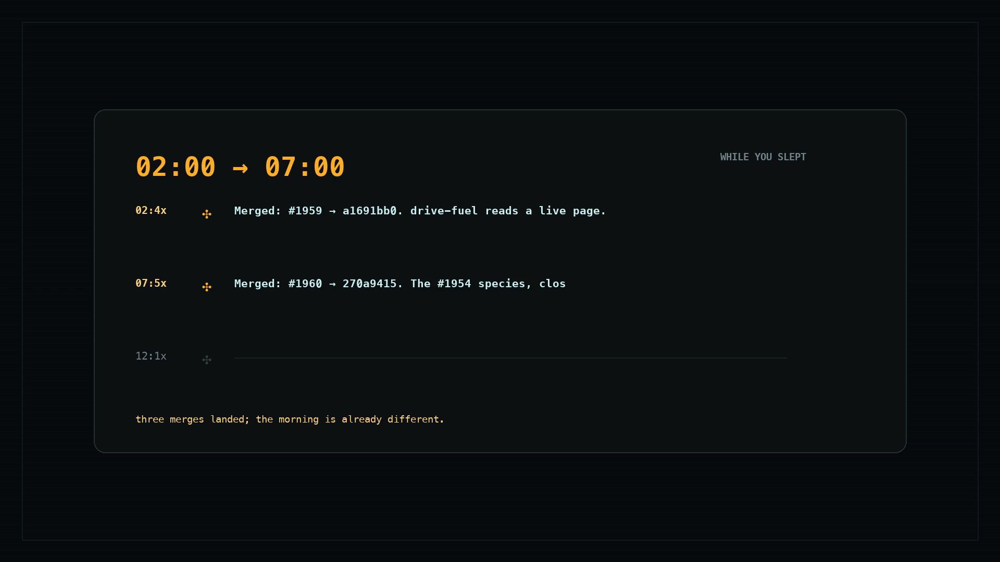 02:00 → 07:00
WHILE YOU SLEPT
02:4x ✣ Merged: #1959 → a1691bb0. drive-fuel reads a live page.
07:5x ✣ Merged: #1960 → 270a9415. The #1954 species, clos
12:1x ✣
three merges landed; the morning is already different.